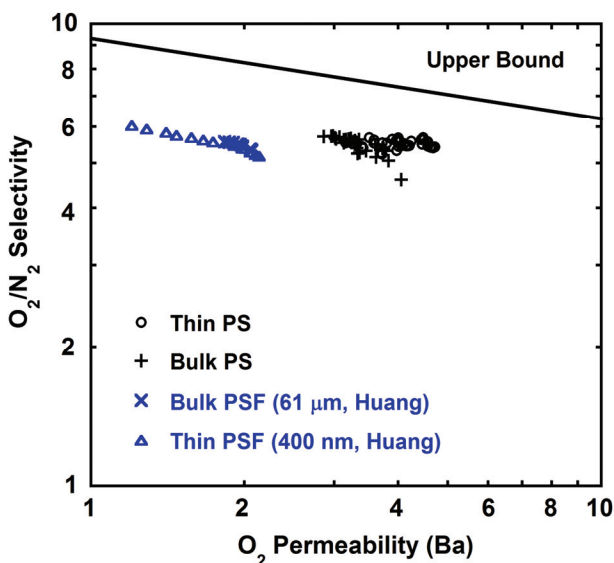 10
8
6
4
2
1
O2/N2 Selectivity
Upper Bound
Thin PS
Bulk PS
Bulk PSF (61 μm, Huang)
Thin PSF (400 nm, Huang)
1
2
4
6
8
10
O2 Permeability (Ba)